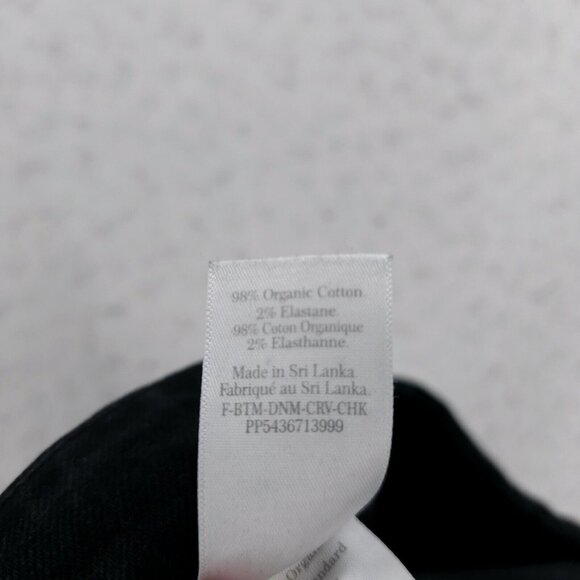 98% Organic Cotton.
2% Elastane.
98% Coton Organique
2% Elasthanne.
Made in Sri Lanka
Fabriqué au Sri Lanka.
F-BTM-DNM-CRV-CHK
PP5436713999